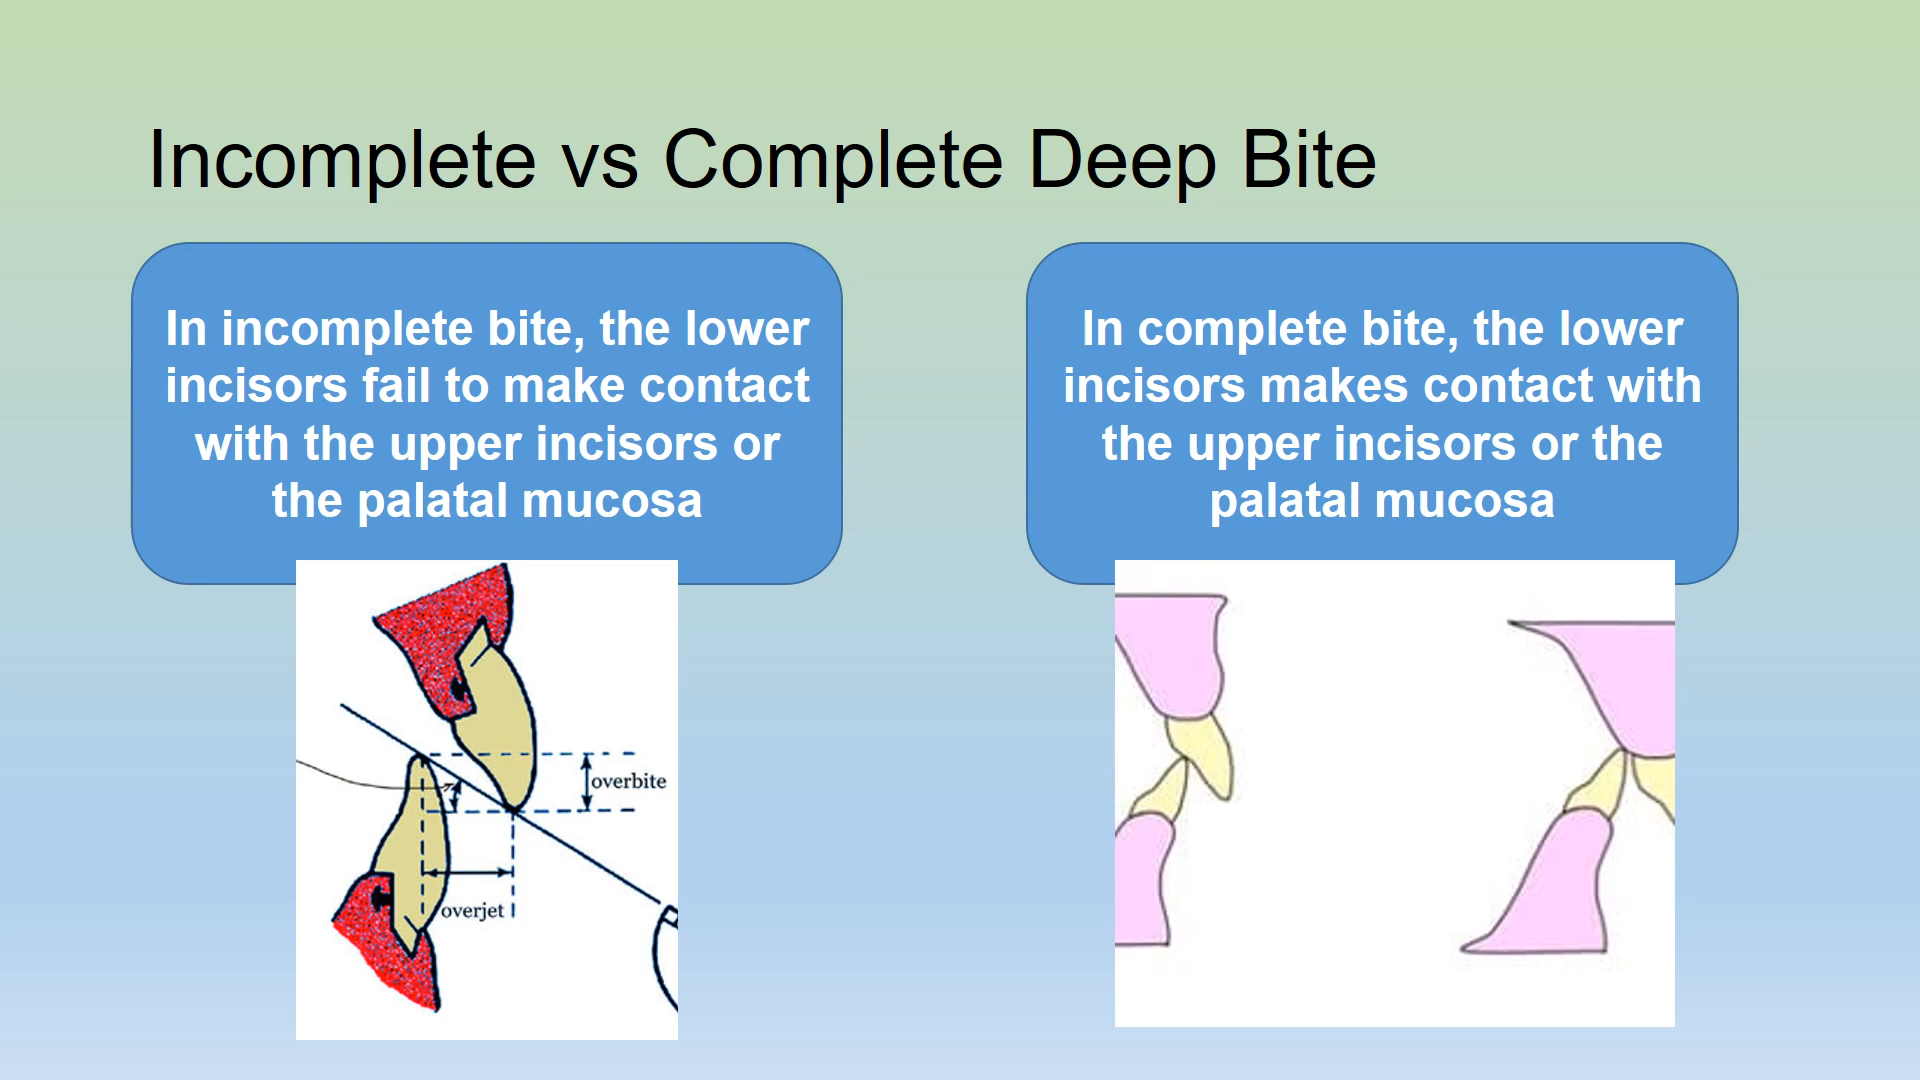 Incomplete vs Complete Deep Bite
In incomplete bite, the lower
incisors fail to make contact
with the upper incisors or
the palatal mucosa
In complete bite, the lower
incisors makes contact with
the upper incisors or the
palatal mucosa
overbite
overjet